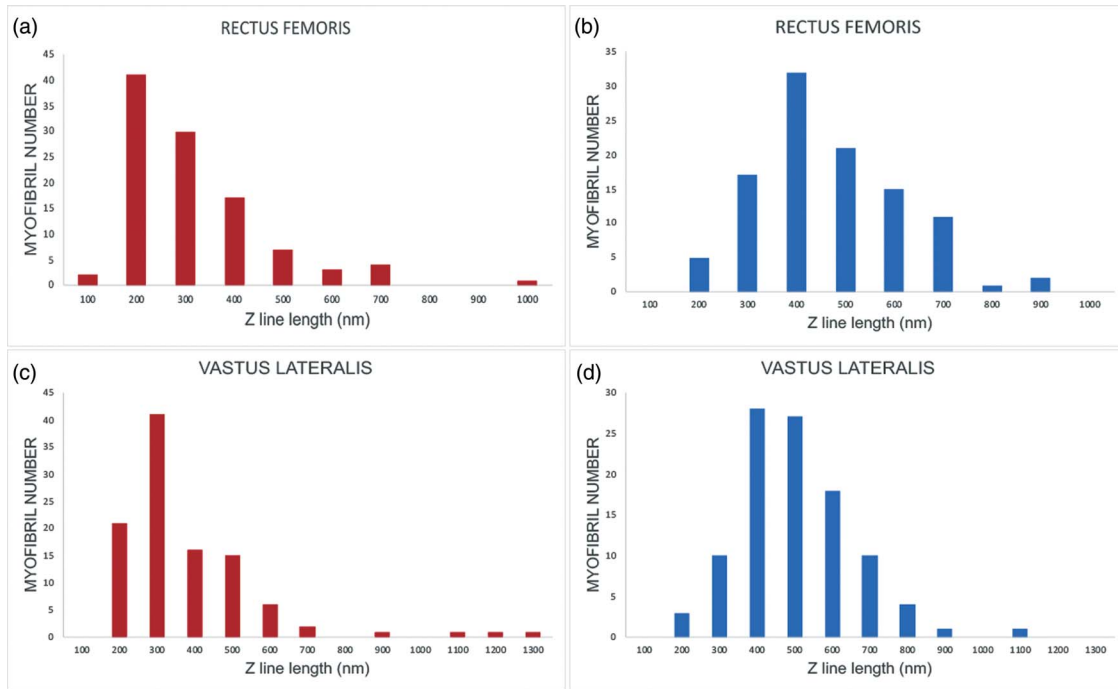 (a)
RECTUS FEMORIS
MYOFIBRIL NUMBER
45
40
35
30
25
20
15
10
5
0
100 200 300 400 500 600 700 800 900 1000
Z line length (nm)
(b)
RECTUS FEMORIS
MYOFIBRIL NUMBER
35
30
25
20
15
10
5
0
100 200 300 400 500 600 700 800 900 1000
Z line length (nm)
(c)
VASTUS LATERALIS
MYOFIBRIL NUMBER
45
40
35
30
25
20
15
10
5
0
100 200 300 400 500 600 700 800 900 1000 1100 1200 1300
Z line length (nm)
(d)
VASTUS LATERALIS
MYOFIBRIL NUMBER
30
25
20
15
10
5
0
100 200 300 400 500 600 700 800 900 1000 1100 1200 1300
Z line length (nm)